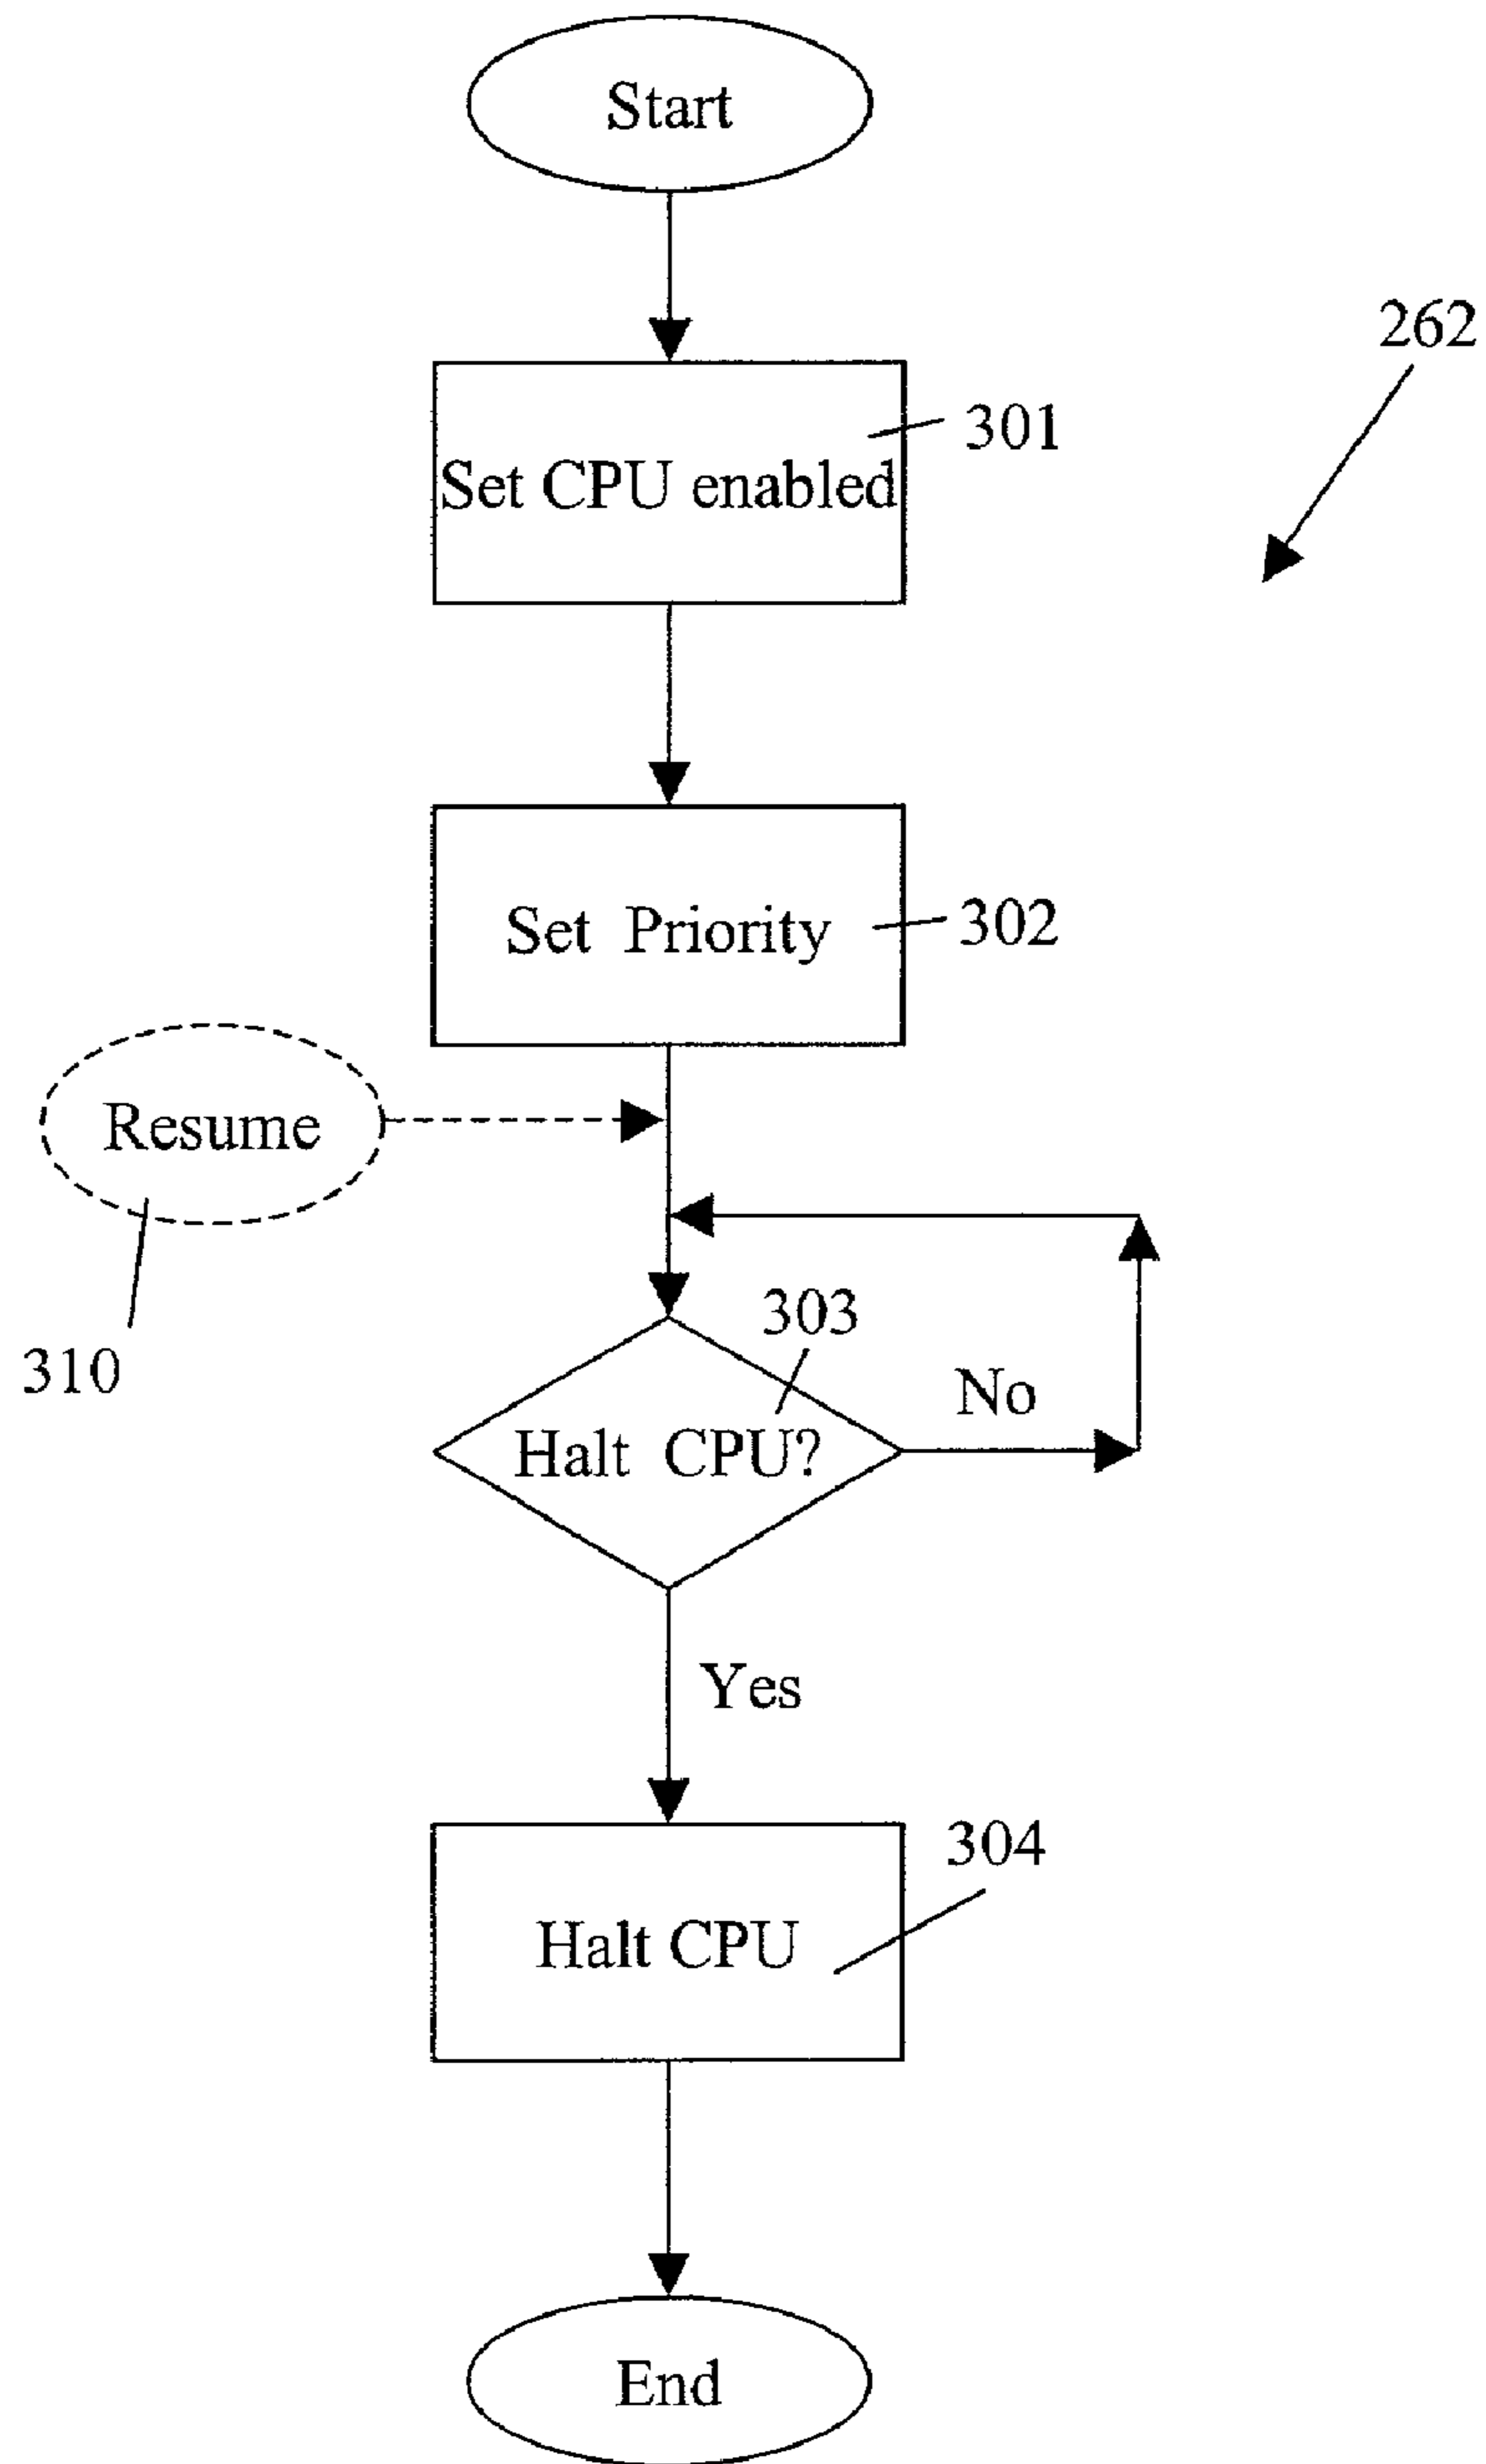 Start
262
301
Set CPU enabled
Set Priority
302
Resume
310
303
Halt CPU?
No
Yes
304
Halt CPU
End